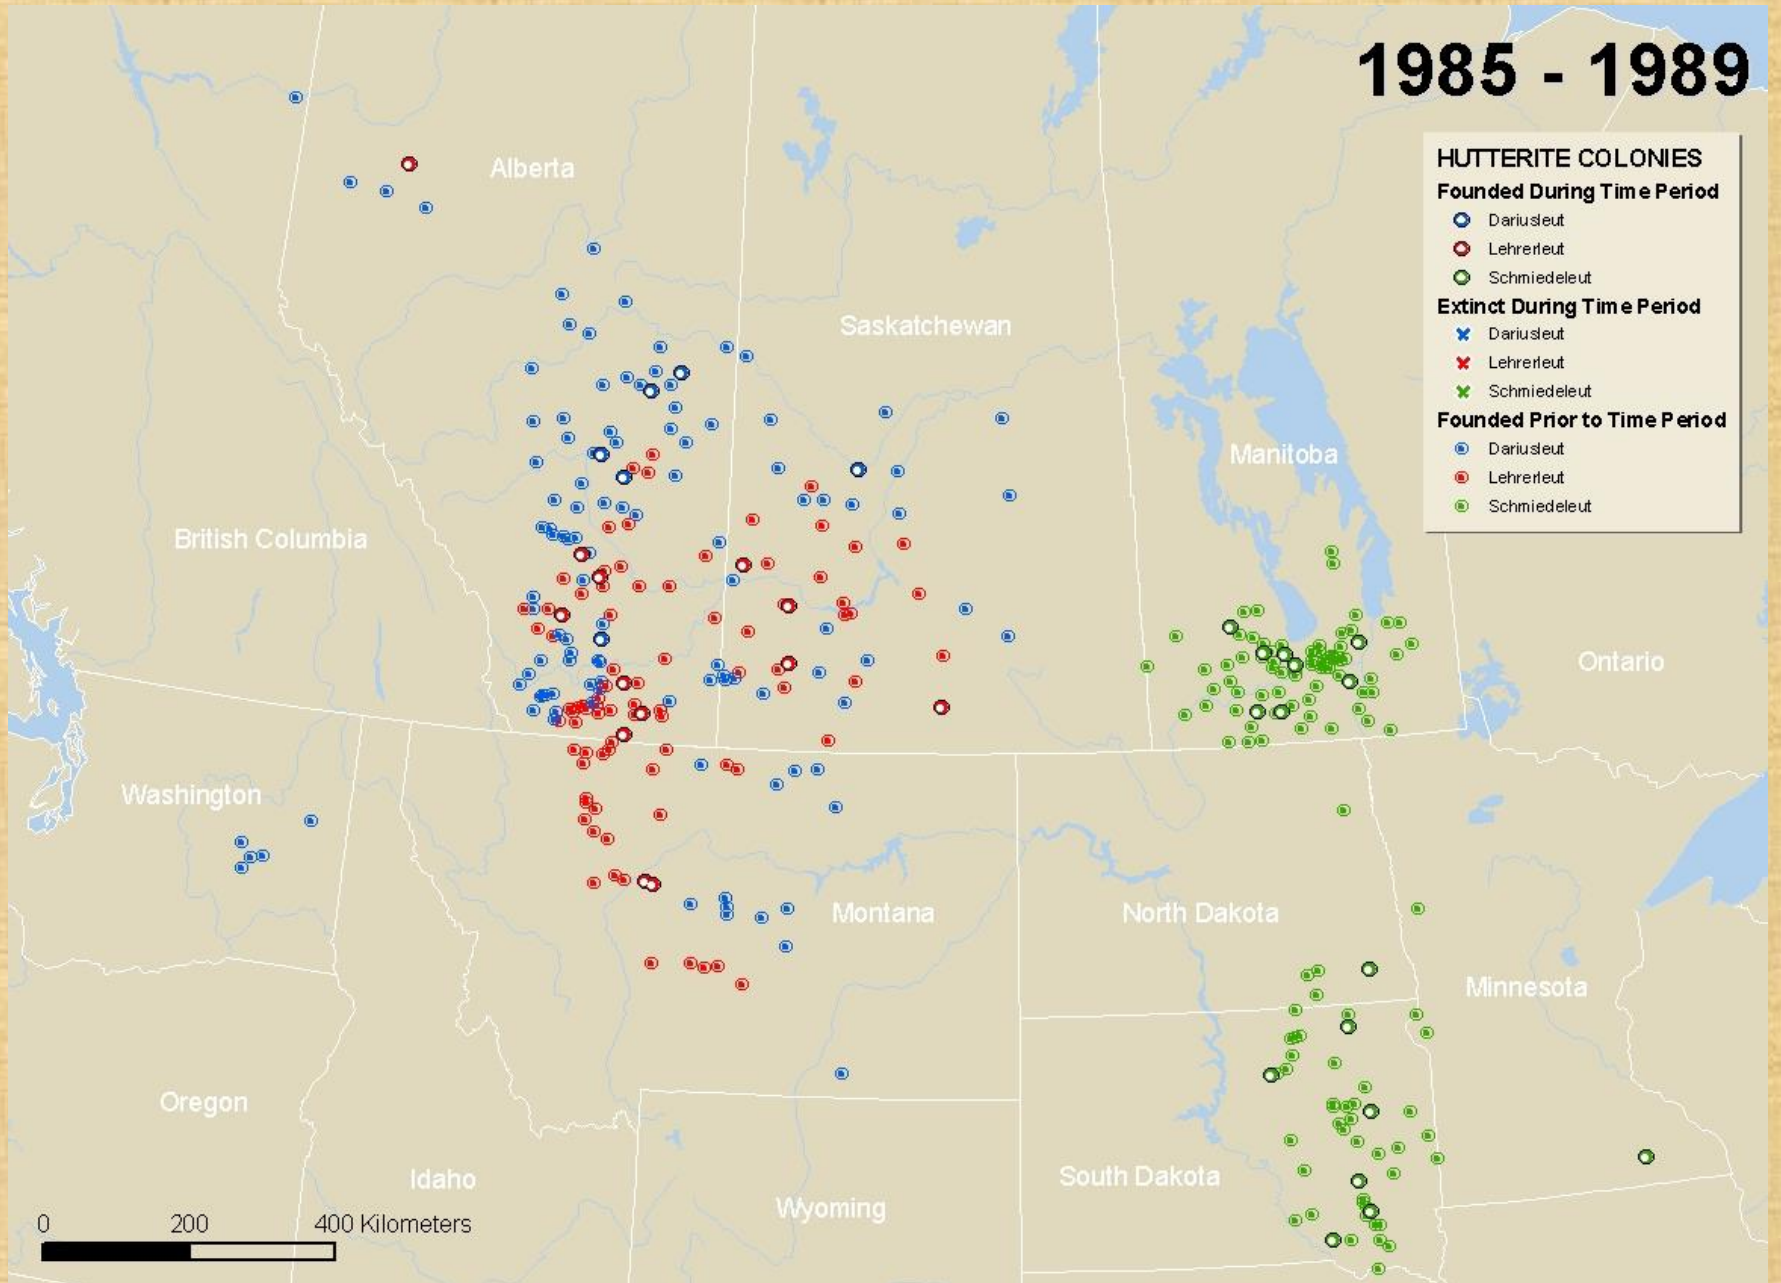 1985 - 1989
HUTTERITE COLONIES
Founded During Time Period
Dariusleut
Lehrerleut
Schmiedeleut
Extinct During Time Period
Dariusleut
Lehrerleut
Schmiedeleut
Founded Prior to Time Period
Dariusleut
Lehrerleut
Schmiedeleut
Alberta
Saskatchewan
Manitoba
British Columbia
Ontario
Washington
Montana
North Dakota
Minnesota
Oregon
Idaho
South Dakota
Wyoming
0 200 400 Kilometers